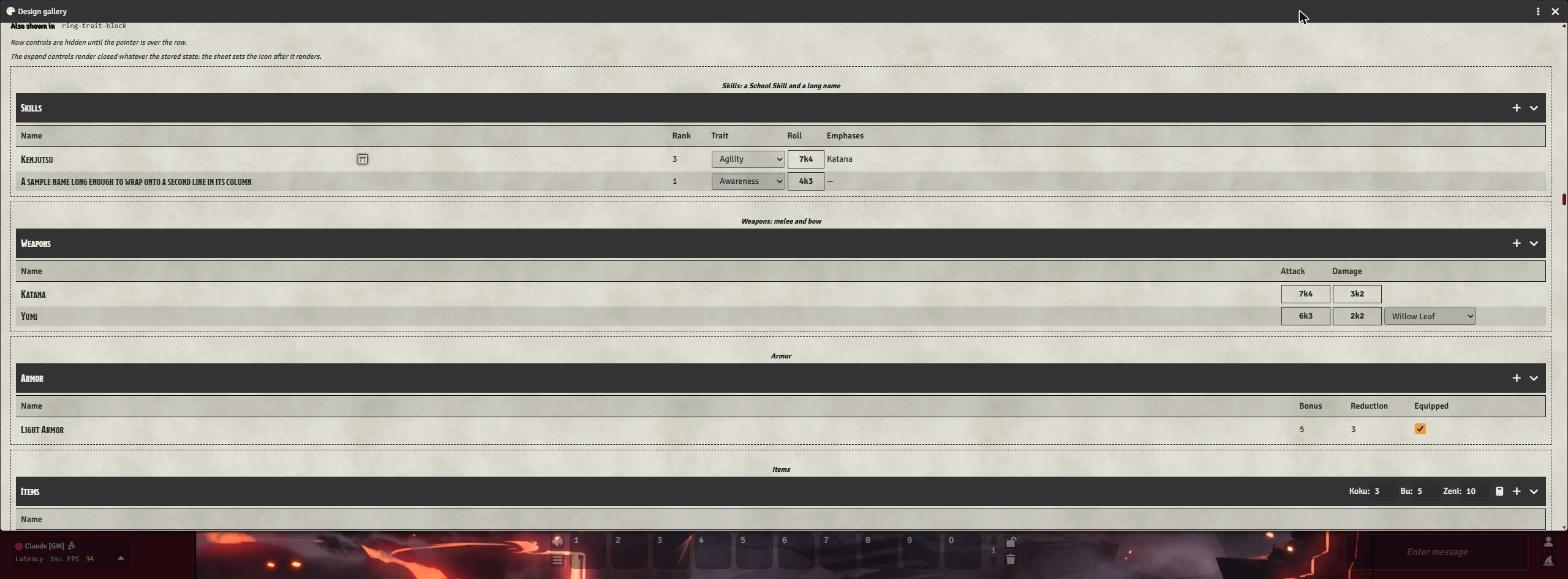 Design gallery
Also shown in ring-trait-block
Row controls are hidden until the pointer is over the row.
The expand controls render closed whatever the stored state: the sheet sets the icon after it renders.
Skills: a School Skill and a long name
Skills
Name Rank Trait Roll Emphases
Kenjutsu 3 Agility 7k4 Katana
A sample name long enough to wrap onto a second line in its column 1 Awareness 4k3 —
Weapons: melee and bow
Weapons
Name Attack Damage
Katana 7k4 3k2
Yumi 6k3 2k2 Willow Leaf
Armor
Armor
Name Bonus Reduction Equipped
Light Armor 5 3
Items
Items Koku: 3 Bu: 5 Zeni: 10
Name
Claude [GM]
Latency 1ms FPS 34
1 2 3 4 5 6 7 8 9 0
1
Enter message